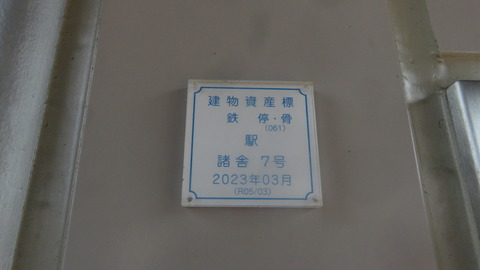 建物資産標
鉄 停・骨
(061)
駅
諸舎 7号
2023年03月
(R05/03)